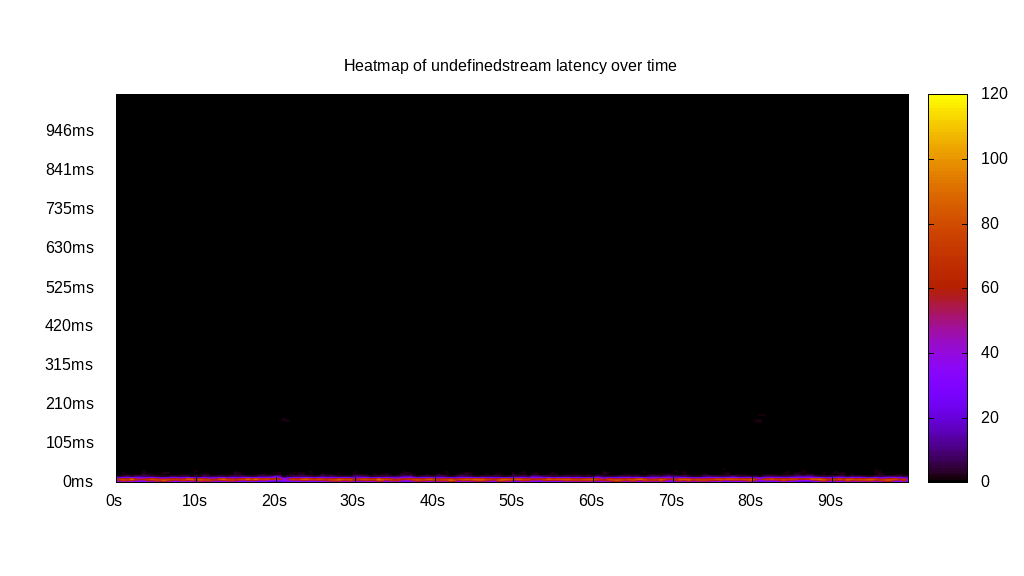 Heatmap of undefinedstream latency over time
946ms
841ms
735ms
630ms
525ms
420ms
315ms
210ms
105ms
0ms
0s 10s 20s 30s 40s 50s 60s 70s 80s 90s
120
100
80
60
40
20
0